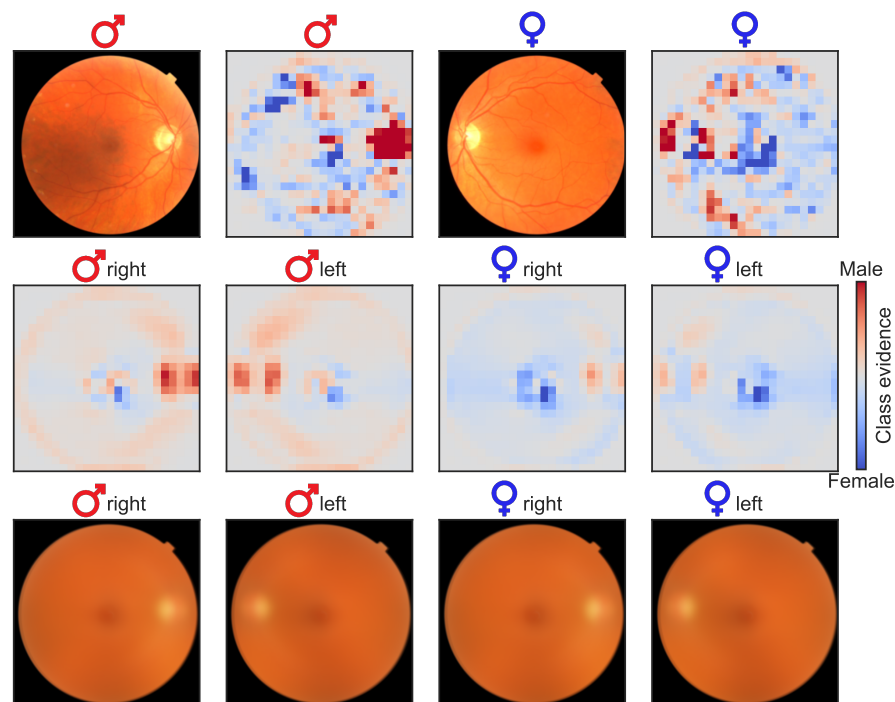 ♂ ♂ ♀ ♀
♂ right ♂ left ♀ right ♀ left
Male
Class evidence
Female
♂ right ♂ left ♀ right ♀ left